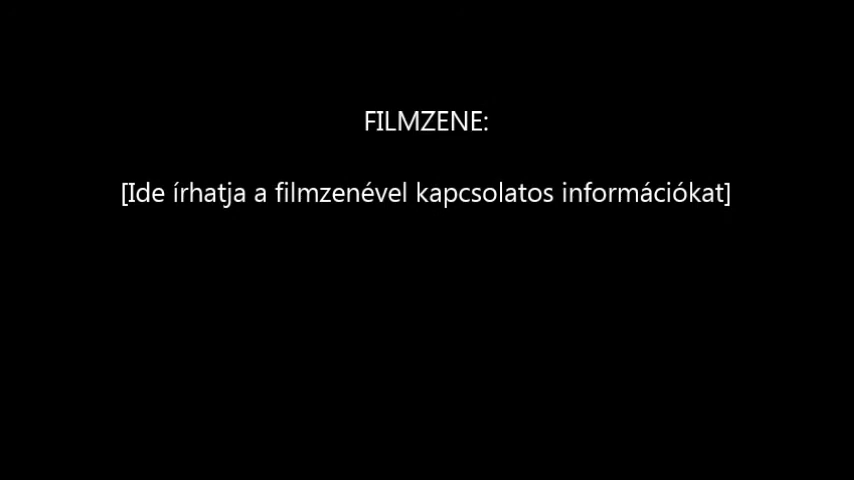 FILMZENE:
[Ide írhatja a filmzenével kapcsolatos információkat]